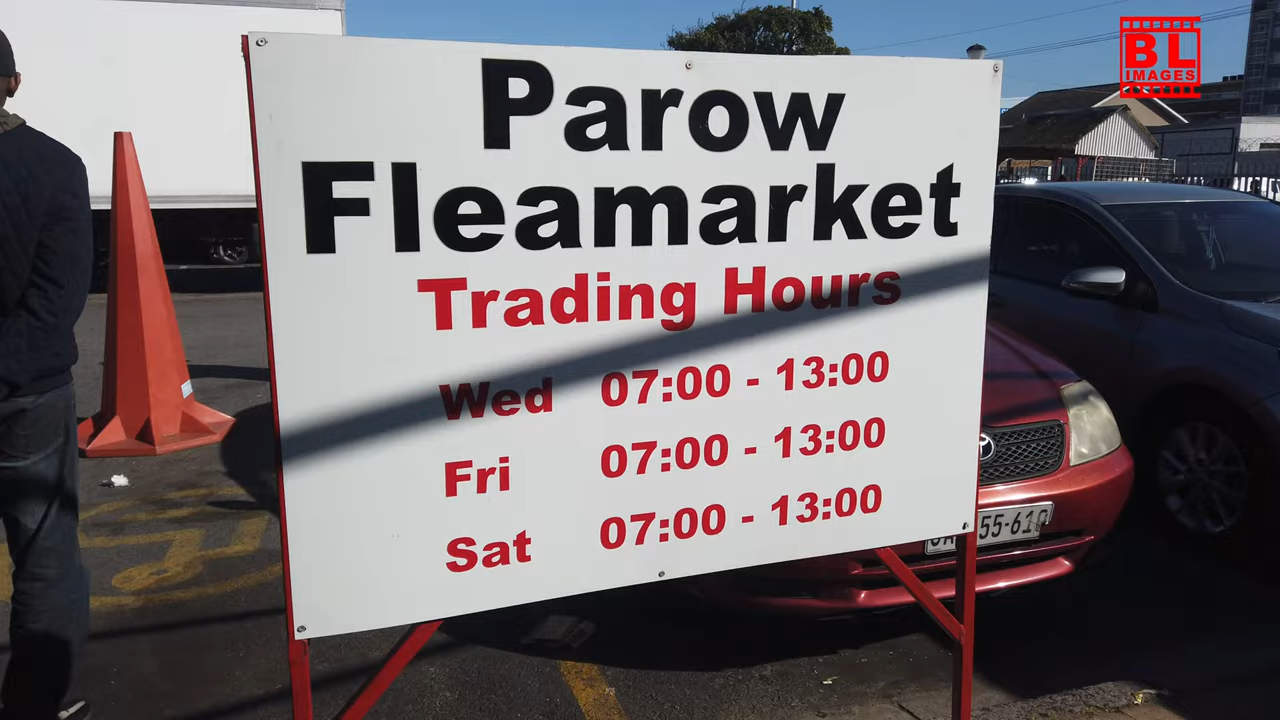 BL
IMAGES
Parow
Fleamarket
Trading Hours
Wed 07:00 - 13:00
Fri 07:00 - 13:00
Sat 07:00 - 13:00